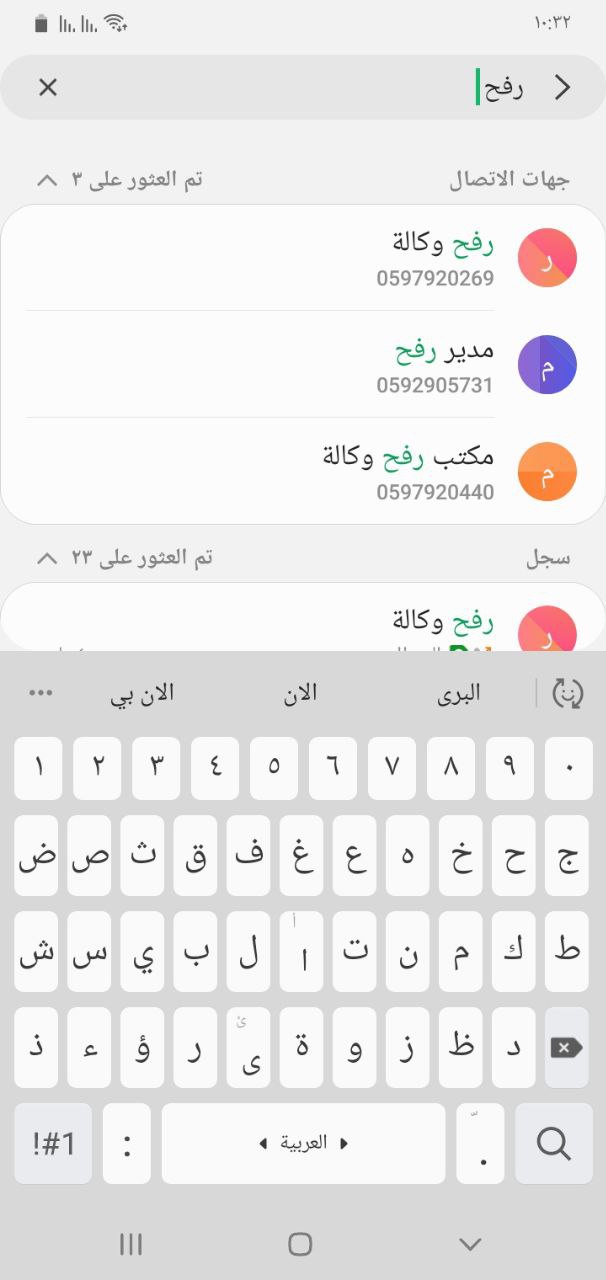 ١٠:٣٢
رفح
جهات الاتصال تم العثور على ٣
ر
رفح وكالة
0597920269
م
مدير رفح
0592905731
م
مكتب رفح وكالة
0597920440
سجل تم العثور على ٢٣
ر
رفح وكالة
البرى الان الان بي
١ ٢ ٣ ٤ ٥ ٦ ٧ ٨ ٩ ٠
ج ح خ ه ع غ ف ق ث ص ض
أ
ط ك م ن ت ا ل ب ي س ش
ئ
د ظ ز و ة ى ر ؤ ء ذ
!#1 : العربية .